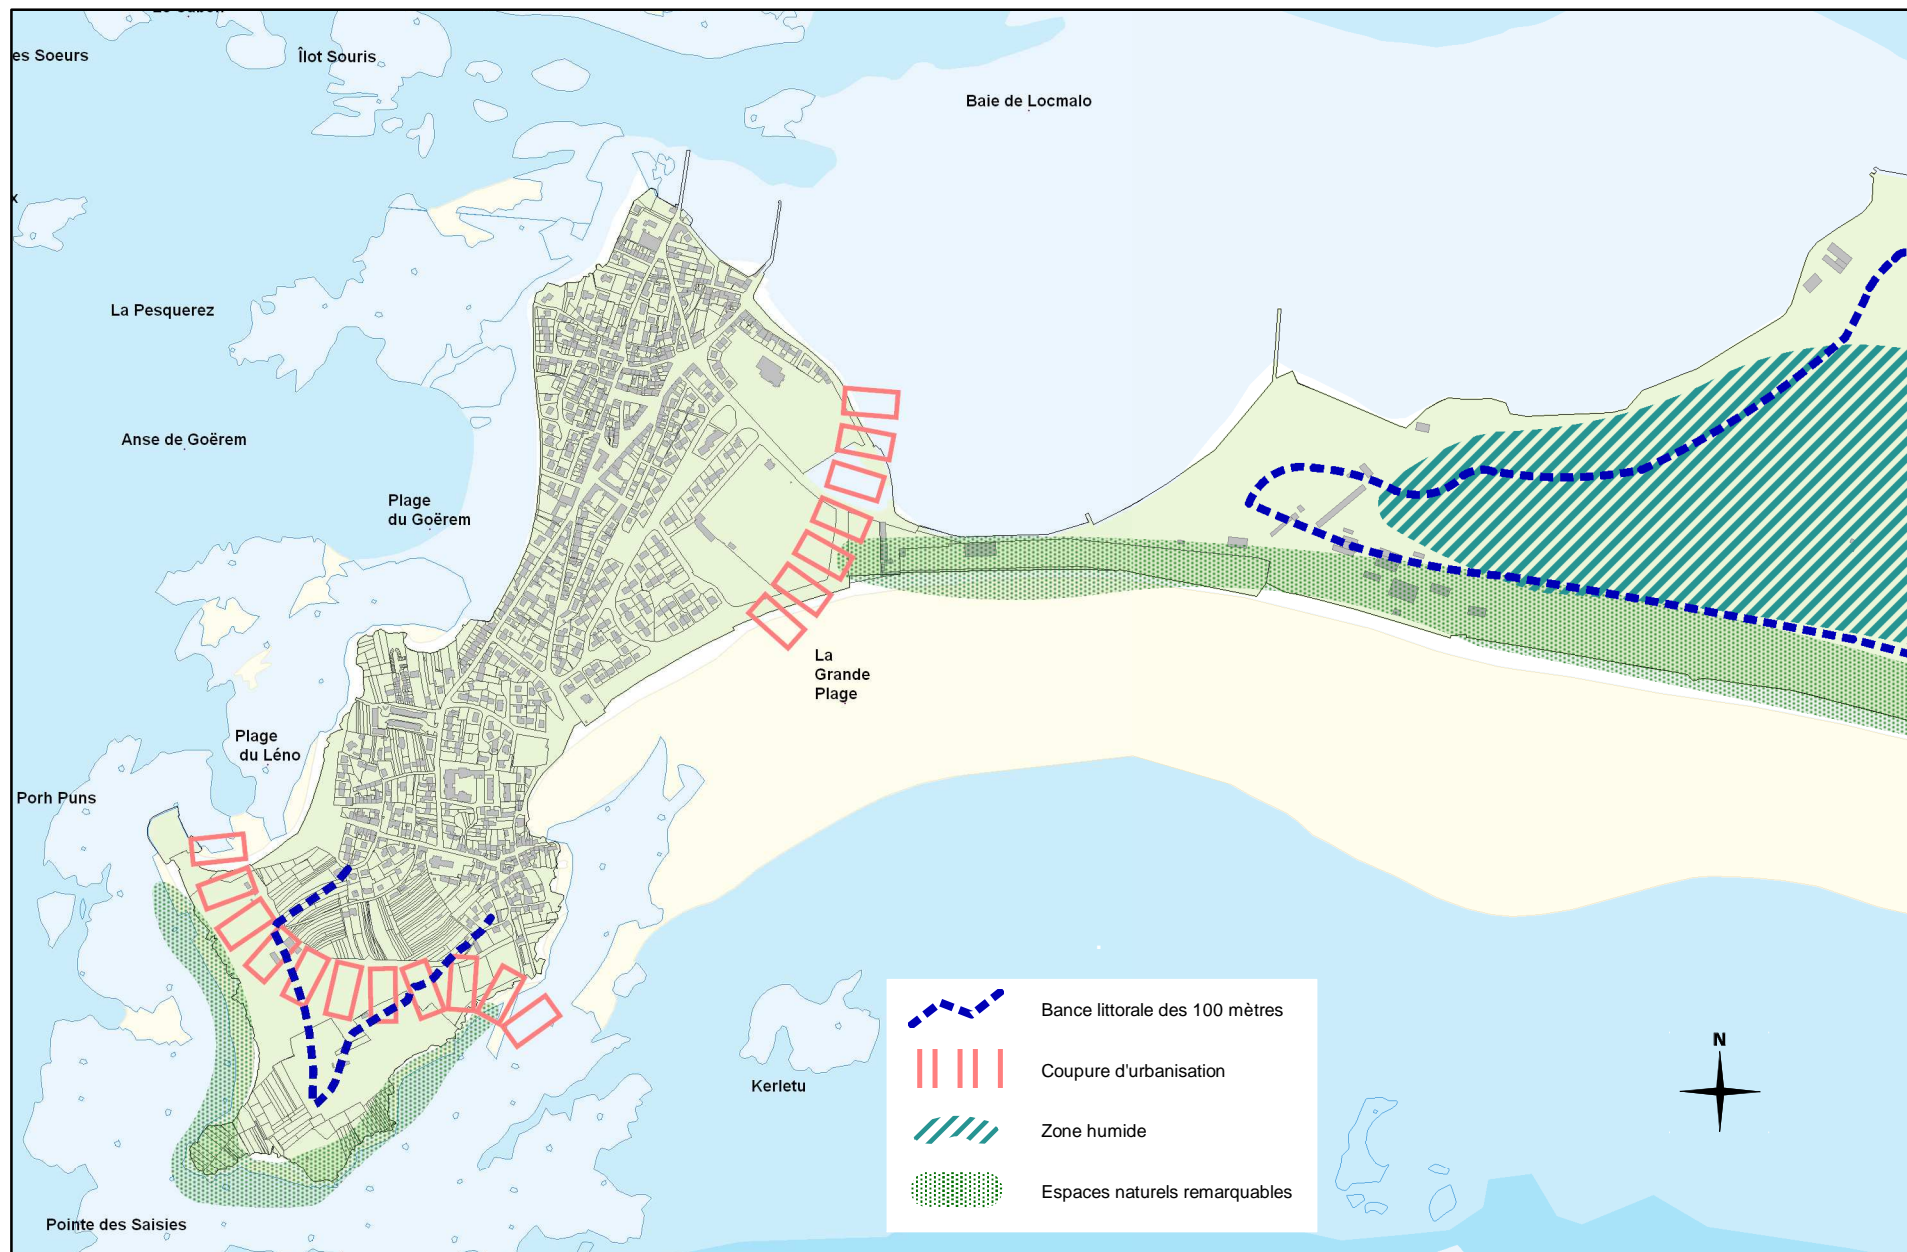 es Soeurs
Îlot Souris
Baie de Locmalo
x
La Pesquerez
Anse de Goërem
Plage
du Goërem
La
Grande
Plage
Plage
du Léno
Porh Puns
Kerletu
Pointe des Saisies
Bance littorale des 100 mètres
Coupure d'urbanisation
Zone humide
Espaces naturels remarquables
N